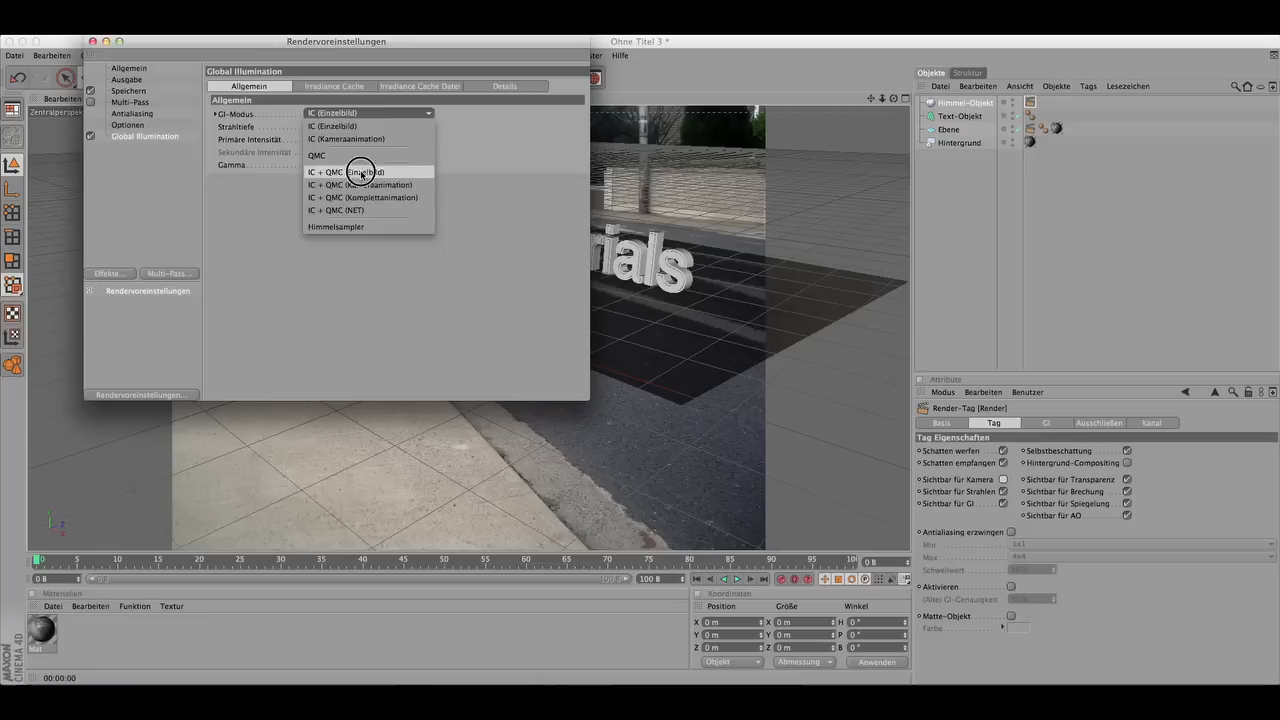 Rendervoreinstellungen
Ohne Titel 3 *
Datei
Bearbeiten
Hilfe
Allgemein
Ausgabe
Speichern
Multi-Pass
Antialiasing
Optionen
Global Illumination
Effekte...
Multi-Pass...
Rendervoreinstellungen
Rendervoreinstellungen...
Global Illumination
Allgemein
Irradiance Cache
Irradiance Cache Datei
Details
Allgemein
GI-Modus
IC (Einzelbild)
Strahltiefe
Primäre Intensität
Sekundäre Intensität
Gamma
IC (Einzelbild)
IC (Kameraanimation)
QMC
IC + QMC (Einzelbild)
IC + QMC (Kameraanimation)
IC + QMC (Komplettanimation)
IC + QMC (NET)
Himmelsampler
Bearbeiten
Zentralperspek
rials
Objekte
Struktur
Datei
Bearbeiten
Ansicht
Objekte
Tags
Lesezeichen
Himmel-Objekt
Text-Objekt
Ebene
Hintergrund
Attribute
Modus
Bearbeiten
Benutzer
Render-Tag [Render]
Basis
Tag
GI
Ausschließen
Kanal
Tag Eigenschaften
Schatten werfen
Selbstbeschattung
Schatten empfangen
Hintergrund-Compositing
Sichtbar für Kamera
Sichtbar für Transparenz
Sichtbar für Strahlen
Sichtbar für Brechung
Sichtbar für GI
Sichtbar für Spiegelung
Sichtbar für AO
Antialiasing erzwingen
Min
1x1
Max
4x4
Schwellwert
Aktivieren
(Alte) GI-Genauigkeit
Matte-Objekt
Farbe
0 5 10 15 20 25 30 35 40 45 50 55 60 65 70 75 80 85 90 95 100
0 B
0 B
100 B
Materialien
Datei
Bearbeiten
Funktion
Textur
Mat
Koordinaten
Position
Größe
Winkel
X 0 m X 0 m H 0 °
Y 0 m Y 0 m P 0 °
Z 0 m Z 0 m B 0 °
Objekt
Abmessung
Anwenden
MAXON
CINEMA 4D
00:00:00